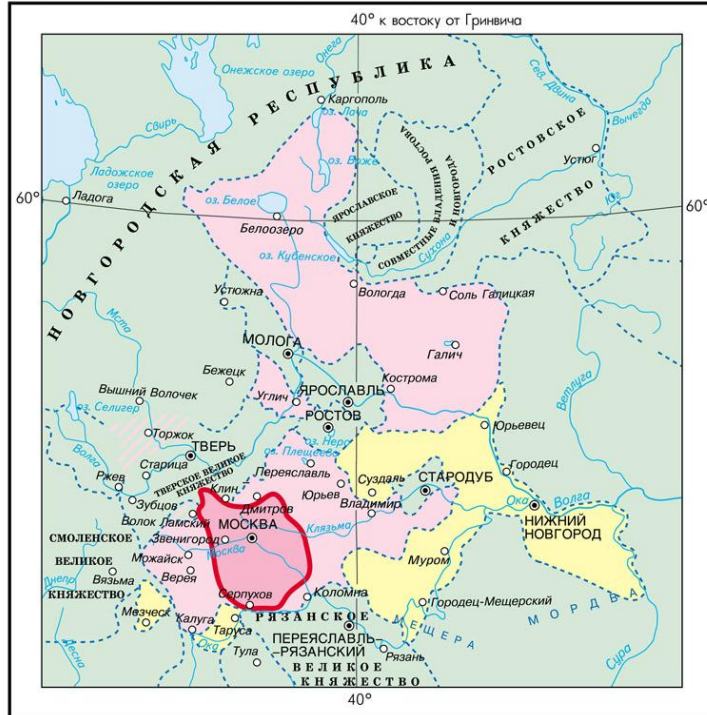 40° к востоку от Гринвича
Онежское озеро
Онега
Каргополь
оз. Лача
Сев. Двина
Вычегда
НОВГОРОДСКАЯ РЕСПУБЛИКА
Свирь
оз. Воже
РОСТОВСКОЕ
КНЯЖЕСТВО
Устюг
Ладожское
озеро
60°
Ладога
оз. Белое
Белоозеро
ЯРОСЛАВСКОЕ
КНЯЖЕСТВО
СОВМЕСТНЫЕ ВЛАДЕНИЯ РОСТОВА
И НОВГОРОДА
Сухона
Юг
60°
оз. Кубенское
Устюжна
Вологда
Соль Галицкая
Мста
МОЛОГА
Галич
Бежецк
Ветлуга
Вышний Волочек
Углич
ЯРОСЛАВЛЬ
Кострома
оз. Селигер
РОСТОВ
Торжок
оз. Неро
Юрьевец
ТВЕРЬ
оз. Плещеево
Волга
Старица
ТВЕРСКОЕ ВЕЛИКОЕ
КНЯЖЕСТВО
Переяславль
Городец
Ржев
Клин
Суздаль
СТАРОДУБ
Зубцов
Дмитров
Юрьев
Владимир
Ока
Волга
Волок Ламский
МОСКВА
Клязьма
НИЖНИЙ
НОВГОРОД
Звенигород
Москва
СМОЛЕНСКОЕ
ВЕЛИКОЕ
КНЯЖЕСТВО
Можайск
Муром
Днепр
Вязьма
Верея
Серпухов
Коломна
Городец-Мещерский
Мезческ
Калуга
Таруса
РЯЗАНСКОЕ
МЕЩЕРА
МОРДВА
ПЕРЕЯСЛАВЛЬ-
-РЯЗАНСКИЙ
Десна
Ока
Тула
Рязань
Сура
ВЕЛИКОЕ
КНЯЖЕСТВО
40°